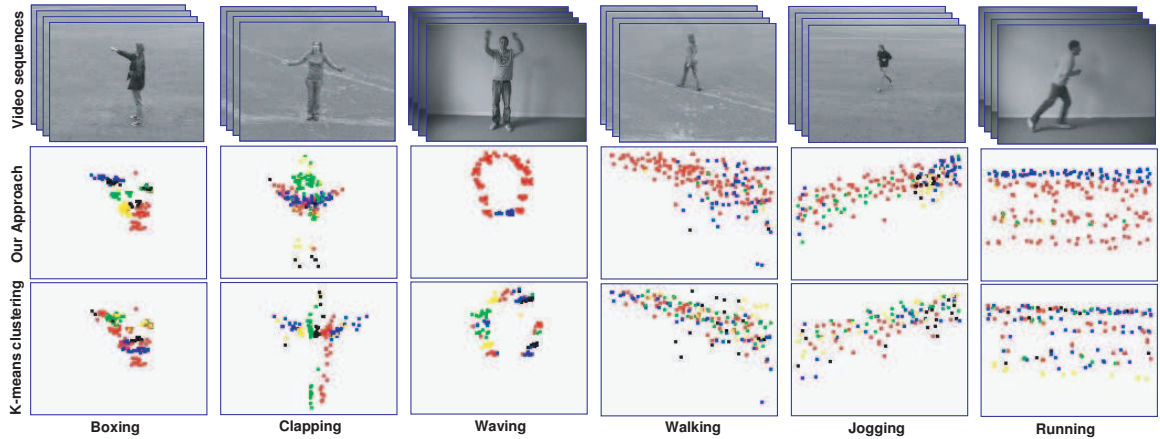 Video sequences
Our Approach
K-means clustering
Boxing
Clapping
Waving
Walking
Jogging
Running